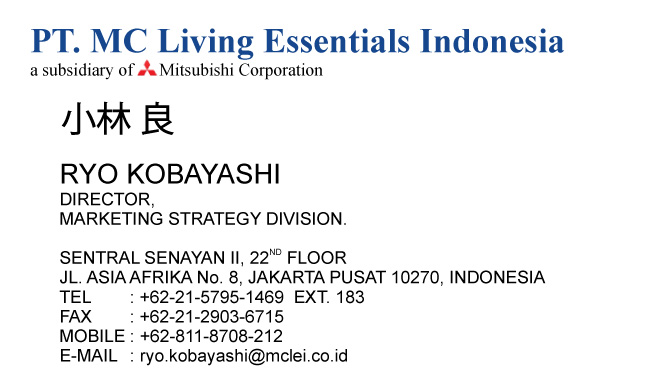 PT. MC Living Essentials Indonesia
a subsidiary of Mitsubishi Corporation
小林 良
RYO KOBAYASHI
DIRECTOR,
MARKETING STRATEGY DIVISION.
SENTRAL SENAYAN II, 22ND FLOOR
JL. ASIA AFRIKA No. 8, JAKARTA PUSAT 10270, INDONESIA
TEL : +62-21-5795-1469 EXT. 183
FAX : +62-21-2903-6715
MOBILE : +62-811-8708-212
E-MAIL : ryo.kobayashi@mclei.co.id